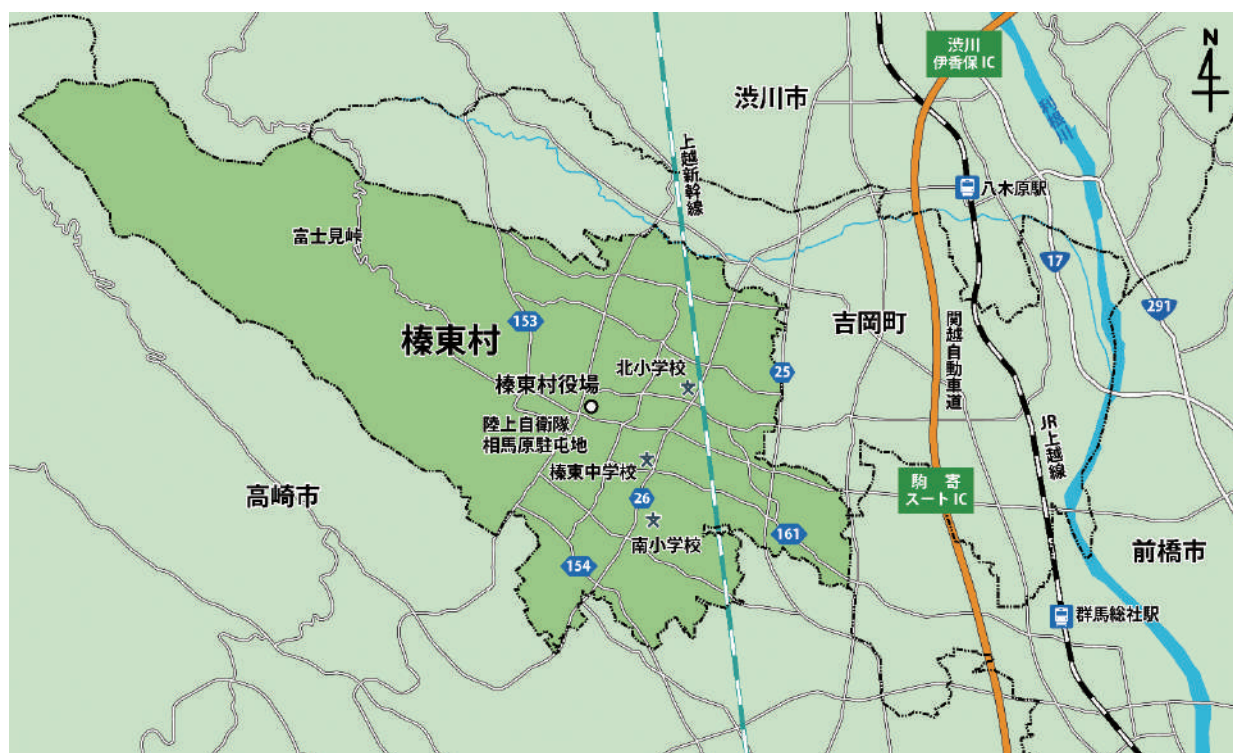 渋川
伊香保 IC
N
渋川市
利根川
上越新幹線
八木原駅
富士見峠
17
291
153
吉岡町
関越自動車道
榛東村
北小学校
25
榛東村役場
陸上自衛隊
相馬原駐屯地
JR上越線
榛東中学校
駒 寄
スートIC
高崎市
26
南小学校
161
前橋市
154
群馬総社駅